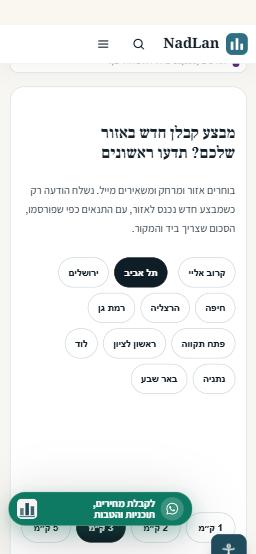 NadLan
מבצע קבלן חדש באזור
שלכם? תדעו ראשונים
בוחרים אזור ומרחק ומשאירים מייל. נשלח הודעה רק
כשמבצע חדש נכנס לאזור, עם התנאים כפי שפורסמו,
הסכום שצריך ביד והמקור.
קרוב אליי
תל אביב
ירושלים
חיפה
הרצליה
רמת גן
פתח תקווה
ראשון לציון
לוד
נתניה
באר שבע
לקבלת מחירים,
תוכניות והטבות
1 ק״מ
2 ק״מ
3 ק״מ
5 ק״מ